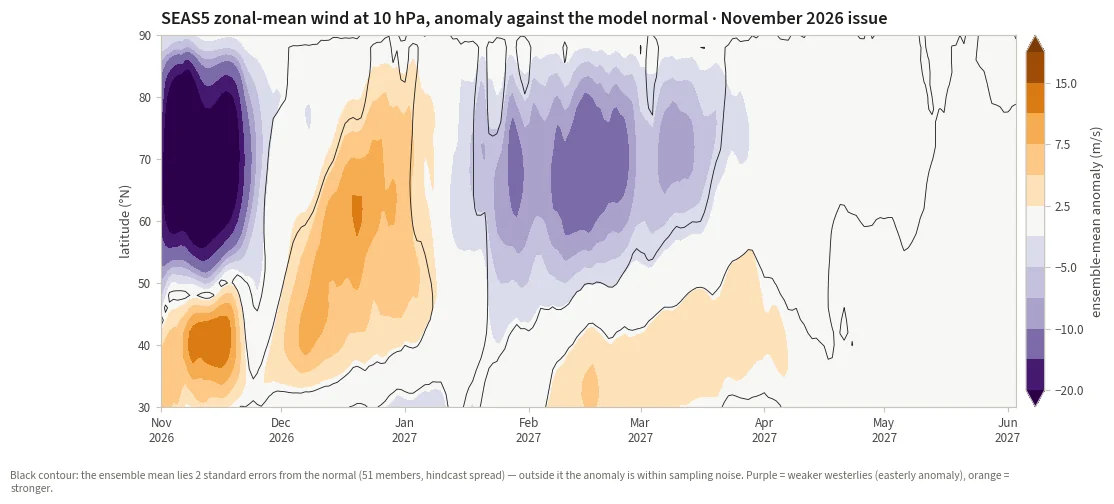 SEAS5 zonal-mean wind at 10 hPa, anomaly against the model normal · November 2026 issue
90
80
70
60
50
40
30
latitude (°N)
Nov
2026
Dec
2026
Jan
2027
Feb
2027
Mar
2027
Apr
2027
May
2027
Jun
2027
15.0
7.5
2.5
−5.0
−10.0
−20.0
ensemble-mean anomaly (m/s)
Black contour: the ensemble mean lies 2 standard errors from the normal (51 members, hindcast spread) — outside it the anomaly is within sampling noise. Purple = weaker westerlies (easterly anomaly), orange =
stronger.